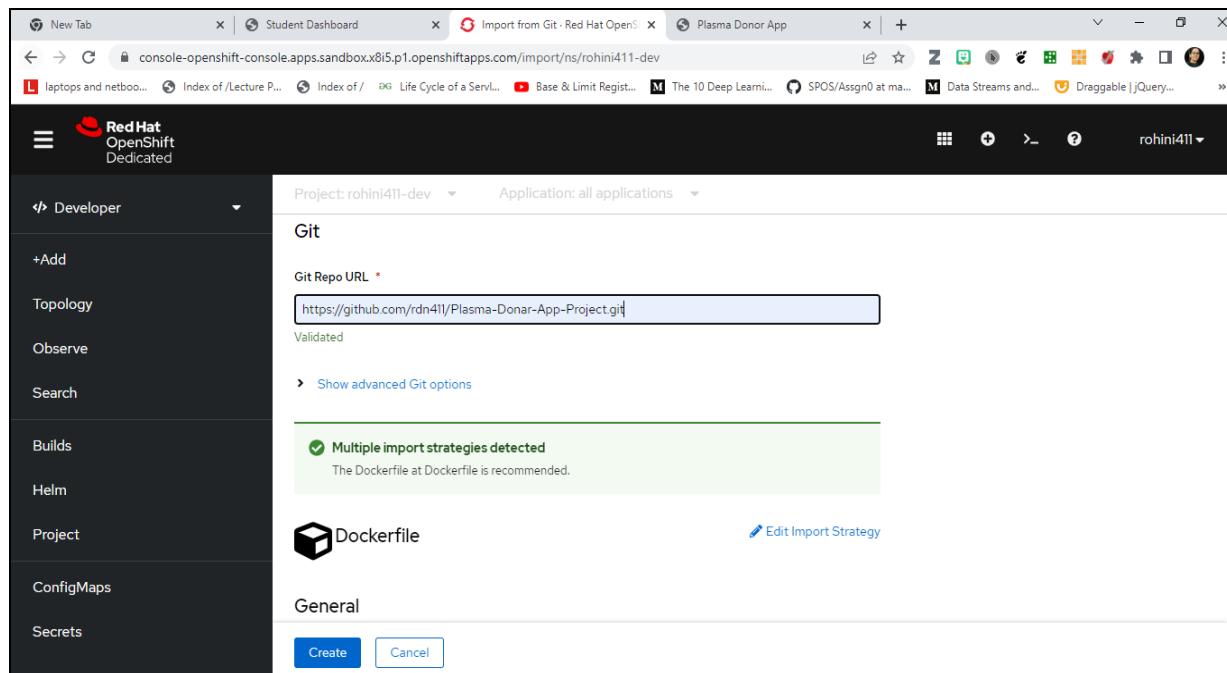 New Tab
Student Dashboard
Import from Git · Red Hat OpenS
Plasma Donor App
console-openshift-console.apps.sandbox.x8i5.p1.openshiftapps.com/import/ns/rohini411-dev
laptops and netboo...
Index of /Lecture P...
Index of /
Life Cycle of a Servl...
Base & Limit Regist...
The 10 Deep Learni...
SPOS/Assgn0 at ma...
Data Streams and...
Draggable | jQuery...
Red Hat
OpenShift
Dedicated
rohini411
Developer
+Add
Topology
Observe
Search
Builds
Helm
Project
ConfigMaps
Secrets
Project: rohini411-dev
Application: all applications
Git
Git Repo URL *
https://github.com/rdn411/Plasma-Donar-App-Project.git
Validated
Show advanced Git options
Multiple import strategies detected
The Dockerfile at Dockerfile is recommended.
Dockerfile
Edit Import Strategy
General
Create
Cancel